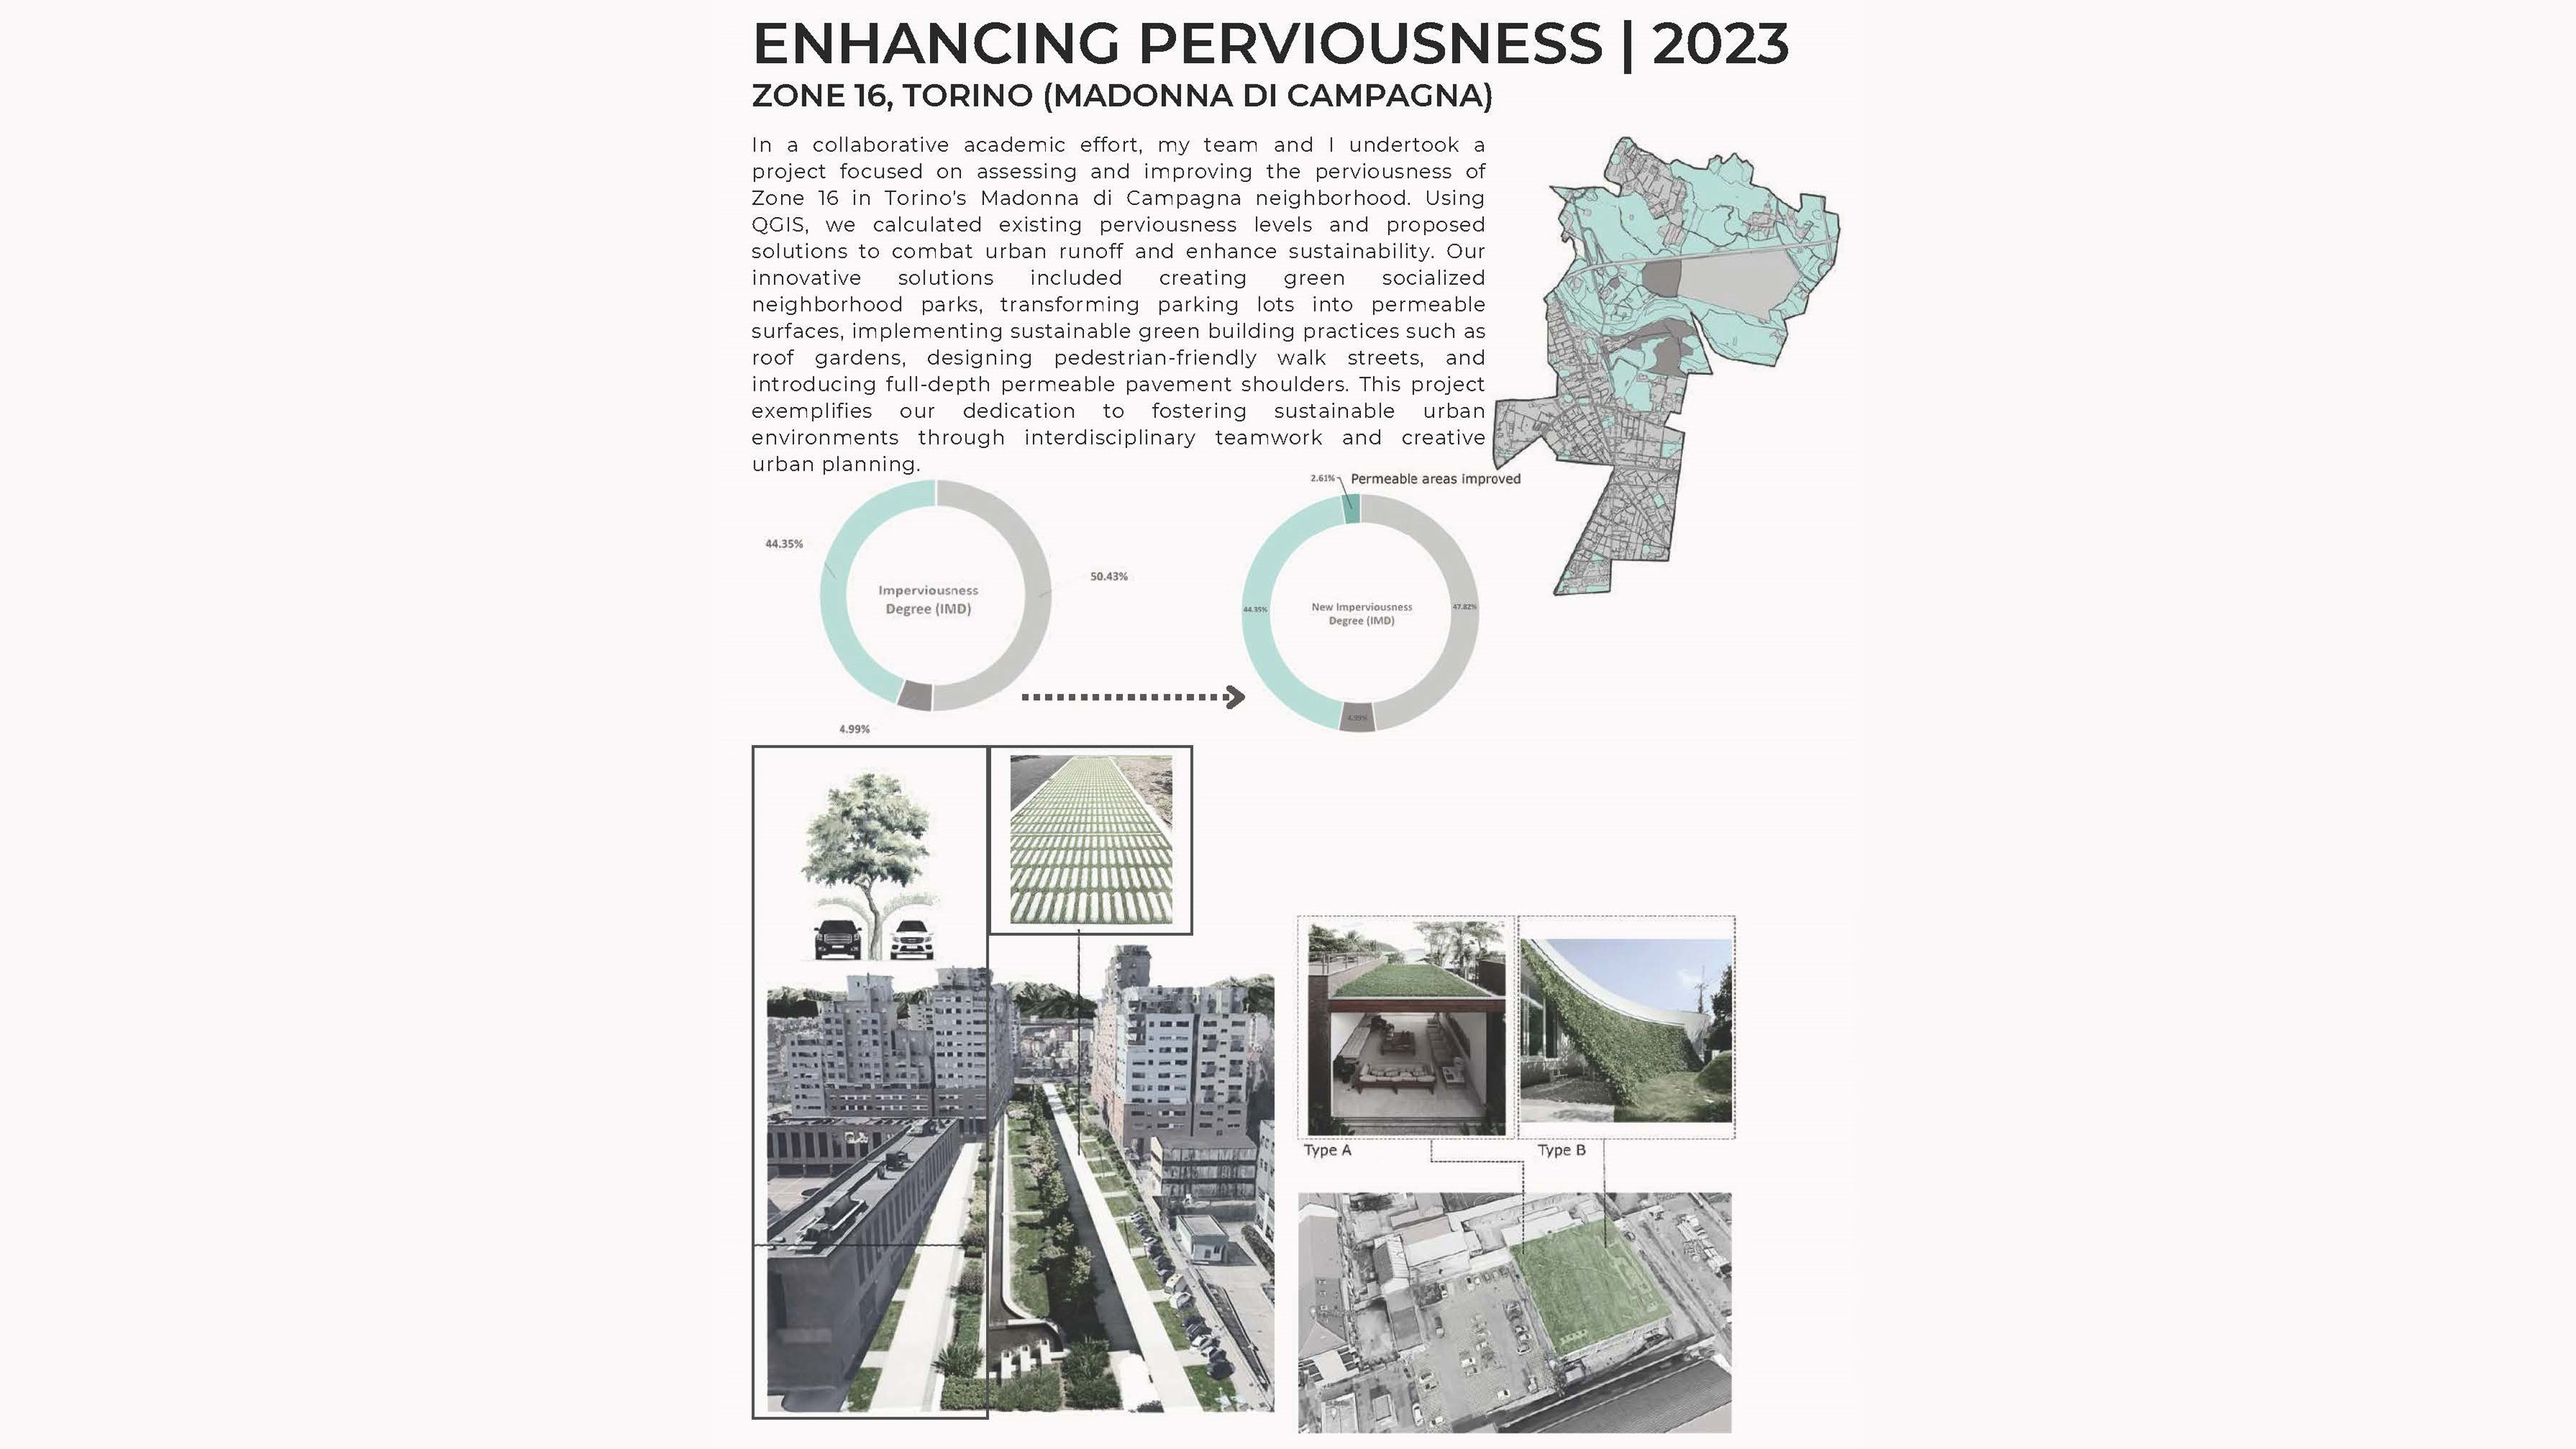 ENHANCING PERVIOUSNESS | 2023
ZONE 16, TORINO (MADONNA DI CAMPAGNA)
In a collaborative academic effort, my team and I undertook a
project focused on assessing and improving the perviousness of
Zone 16 in Torino's Madonna di Campagna neighborhood. Using
QGIS, we calculated existing perviousness levels and proposed
solutions to combat urban runoff and enhance sustainability. Our
innovative solutions included creating green socialized
neighborhood parks, transforming parking lots into permeable
surfaces, implementing sustainable green building practices such as
roof gardens, designing pedestrian-friendly walk streets, and
introducing full-depth permeable pavement shoulders. This project
exemplifies our dedication to fostering sustainable urban
environments through interdisciplinary teamwork and creative
urban planning.
44.35%
50.43%
Imperviousness
Degree (IMD)
4.99%
2.61%
Permeable areas improved
44.35%
47.82%
New Imperviousness
Degree (IMD)
4.99%
Type A
Type B